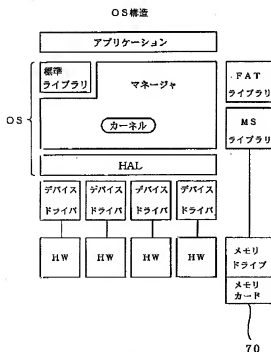 OS構造
アプリケーション
標準
ライブラリ
マネージャ
カーネル
OS
HAL
FAT
ライブラリ
MS
ライブラリ
デバイス
ドライバ
デバイス
ドライバ
デバイス
ドライバ
デバイス
ドライバ
HW
HW
HW
HW
メモリ
ドライブ
メモリ
カード
70